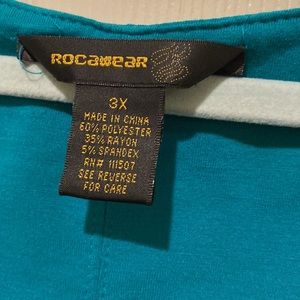 ROCAWEAR
3X
MADE IN CHINA
60% POLYESTER
35% RAYON
5% SPANDEX
RN# 111507
SEE REVERSE
FOR CARE